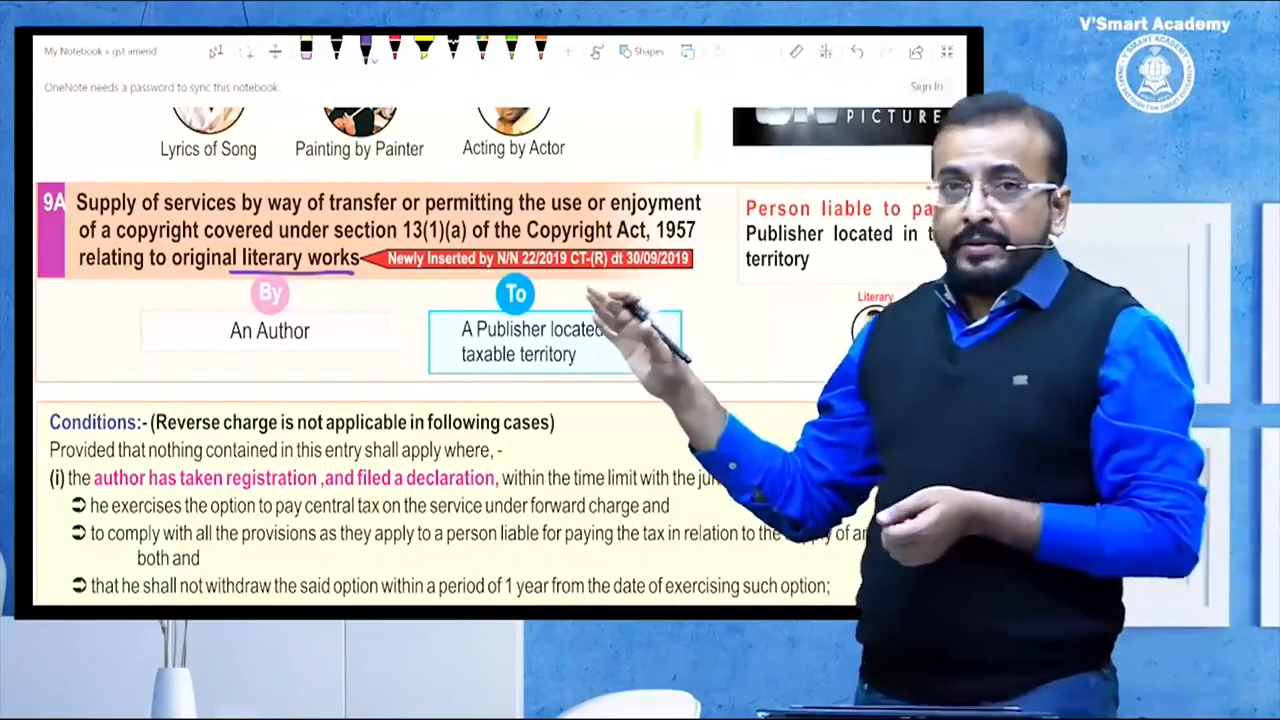 V'Smart Academy
My Notebook » gst amend
Shapes
OneNote needs a password to sync this notebook.
Sign In
PICTURE
Lyrics of Song
Painting by Painter
Acting by Actor
9A
Supply of services by way of transfer or permitting the use or enjoyment
of a copyright covered under section 13(1)(a) of the Copyright Act, 1957
relating to original literary works
Newly Inserted by N/N 22/2019 CT-(R) dt 30/09/2019
Person liable to pa
Publisher located in t
territory
By
To
Literary
An Author
A Publisher located
taxable territory
Conditions:- (Reverse charge is not applicable in following cases)
Provided that nothing contained in this entry shall apply where, -
(i) the author has taken registration ,and filed a declaration, within the time limit with the jur
he exercises the option to pay central tax on the service under forward charge and
to comply with all the provisions as they apply to a person liable for paying the tax in relation to the of
both and
that he shall not withdraw the said option within a period of 1 year from the date of exercising such option;